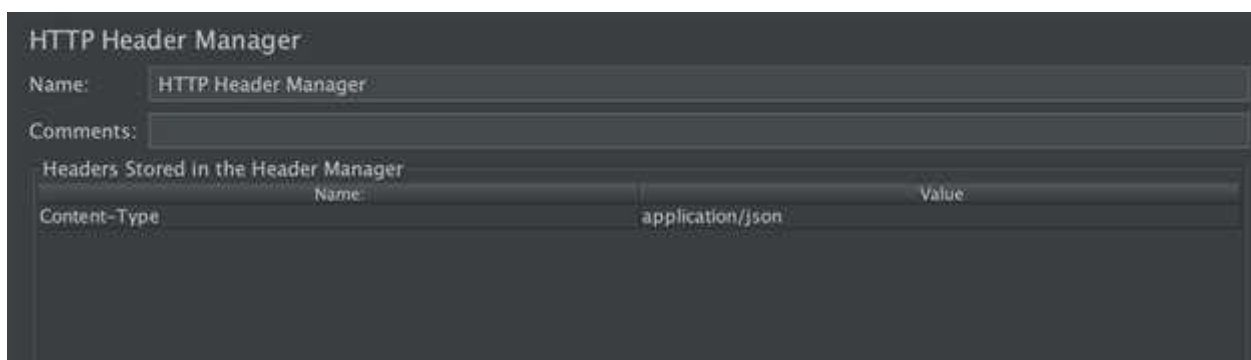 HTTP Header Manager
Name: HTTP Header Manager
Comments:
Headers Stored in the Header Manager
Name: Value
Content-Type application/json